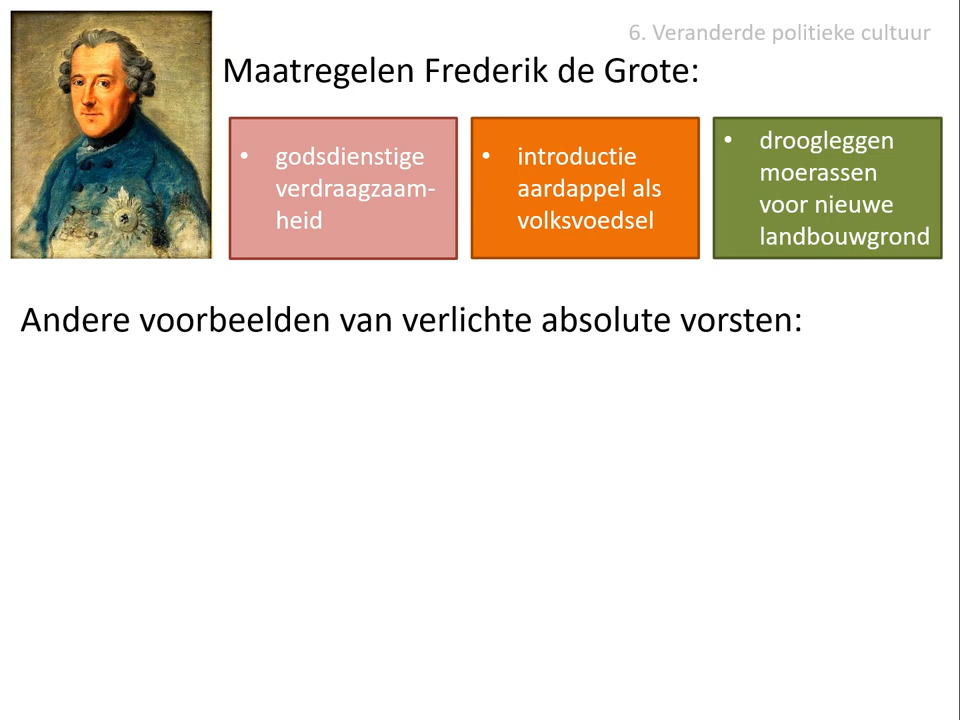 6. Veranderde politieke cultuur
Maatregelen Frederik de Grote:
• godsdienstige
verdraagzaam-
heid
• introductie
aardappel als
volksvoedsel
• droogleggen
moerassen
voor nieuwe
landbouwgrond
Andere voorbeelden van verlichte absolute vorsten: